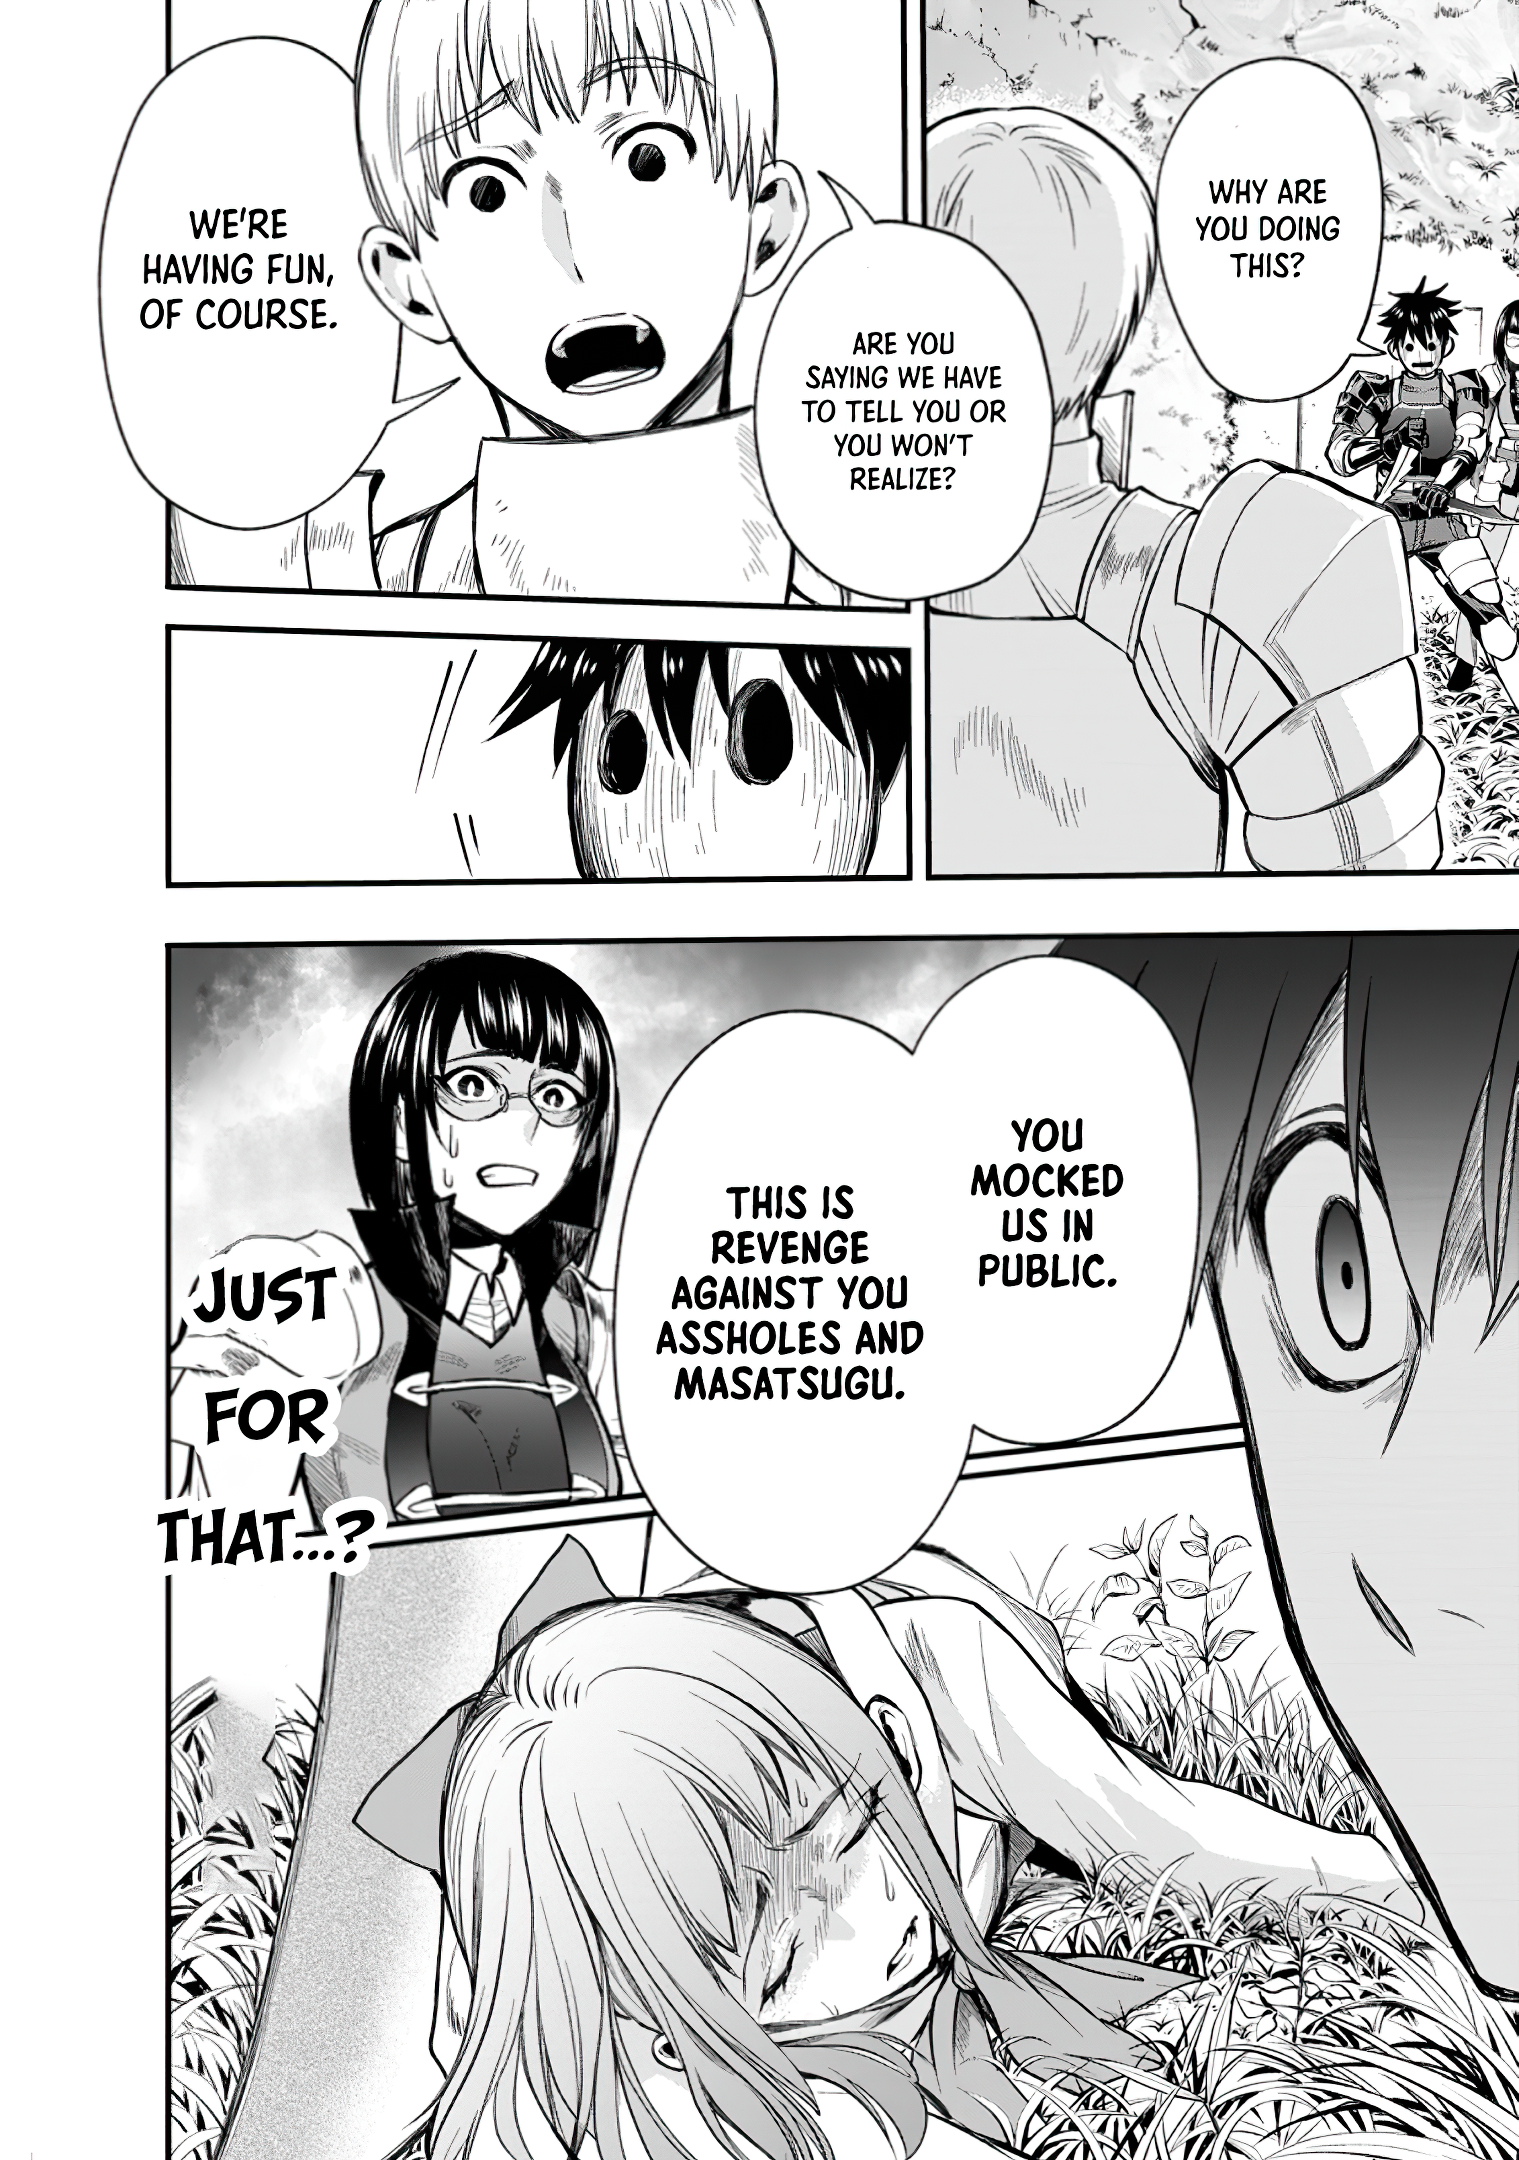 WHY ARE
YOU DOING
THIS?
ARE YOU
SAYING WE HAVE
TO TELL YOU OR
YOU WON'T
REALIZE?
WE'RE
HAVING FUN,
OF COURSE.
YOU
MOCKED
US IN
PUBLIC.
THIS IS
REVENGE
AGAINST YOU
ASSHOLES AND
MASATSUGU.
JUST
FOR
THAT...?